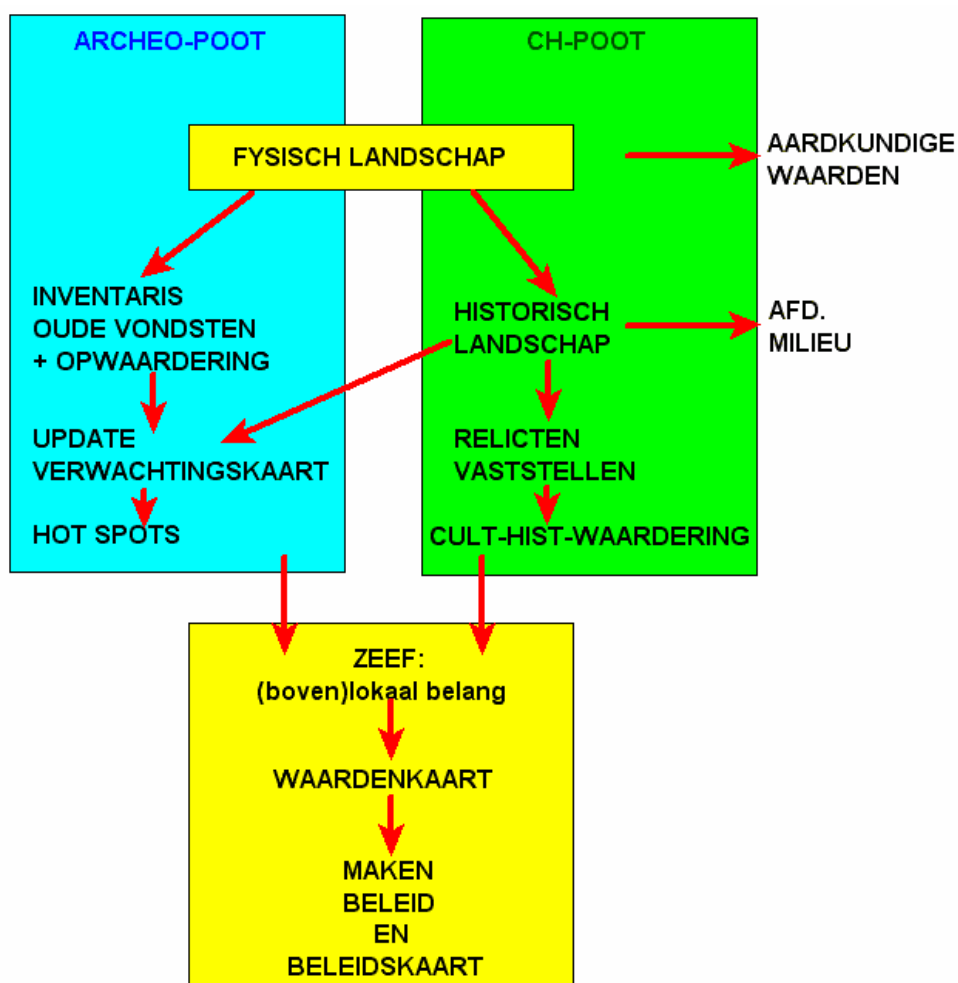 ARCHEO-POOT
CH-POOT
FYSISCH LANDSCHAP
AARDKUNDIGE
WAARDEN
INVENTARIS
OUDE VONDSTEN
+ OPWAARDERING
HISTORISCH
LANDSCHAP
AFD.
MILIEU
UPDATE
VERWACHTINGSKAART
RELICTEN
VASTSTELLEN
HOT SPOTS
CULT-HIST-WAARDERING
ZEEF:
(boven)lokaal belang
WAARDENKAART
MAKEN
BELEID
EN
BELEIDSKAART